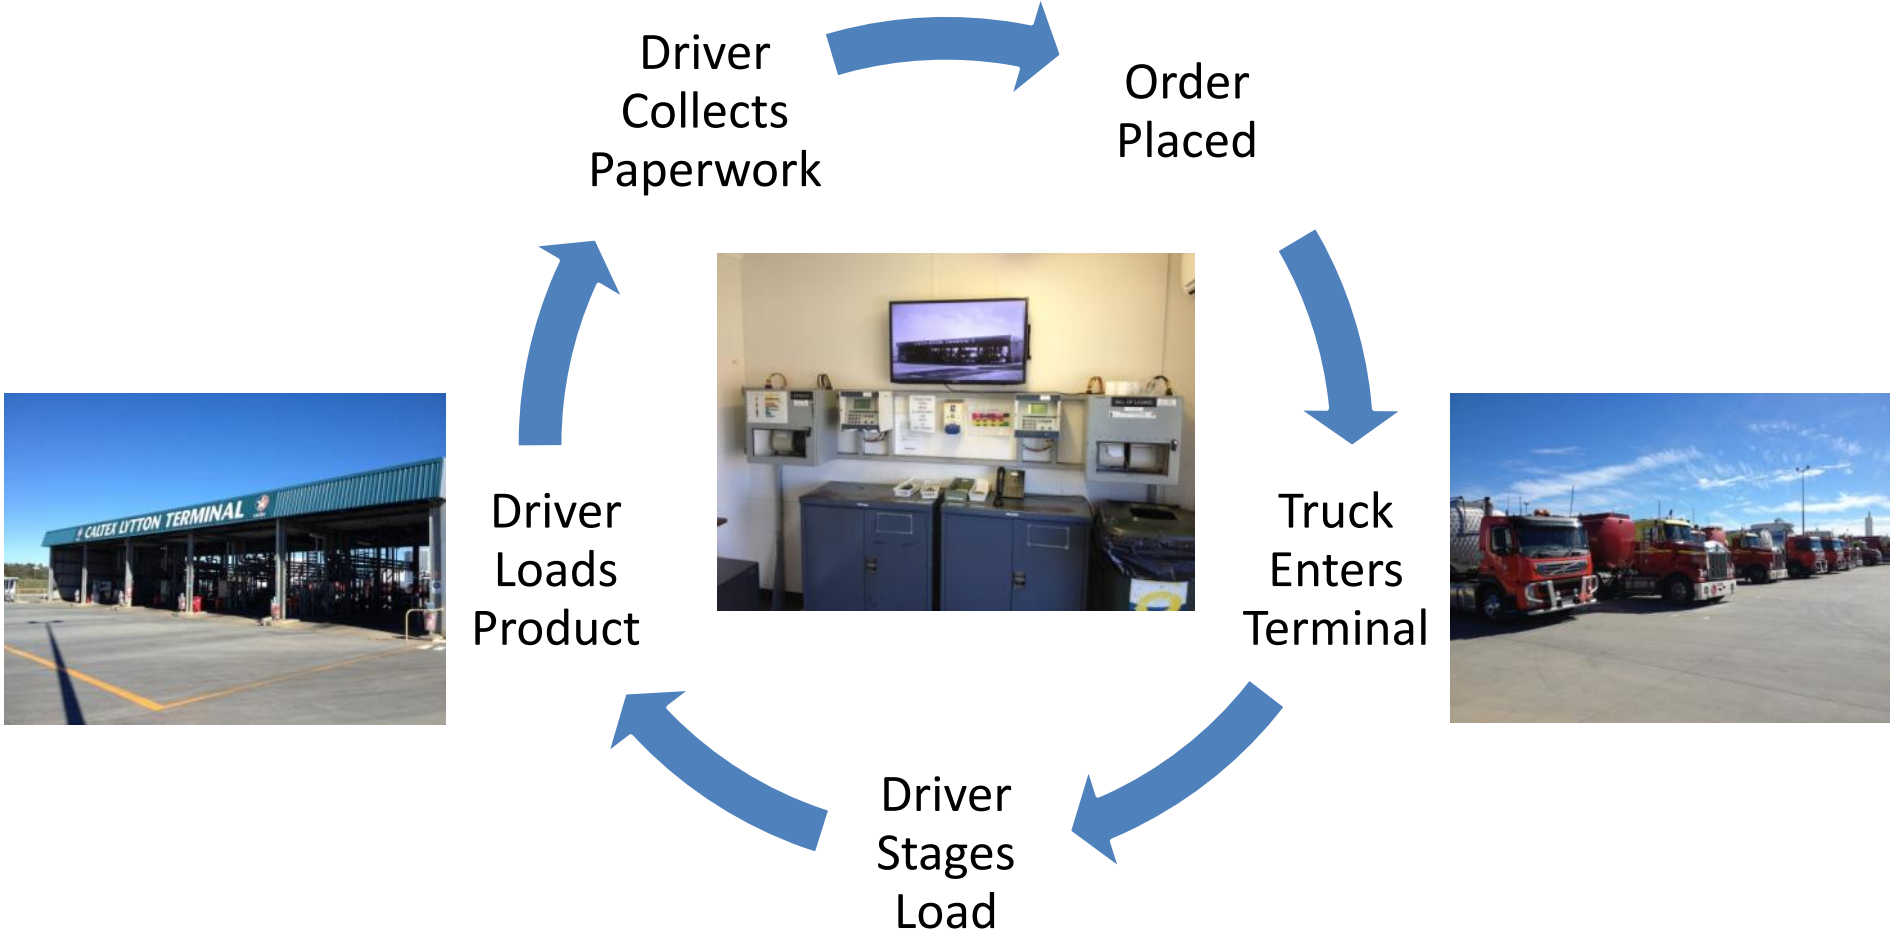 Driver
Collects
Paperwork
Order
Placed
CALTEX LYTTON TERMINAL
Driver
Loads
Product
Truck
Enters
Terminal
Driver
Stages
Load